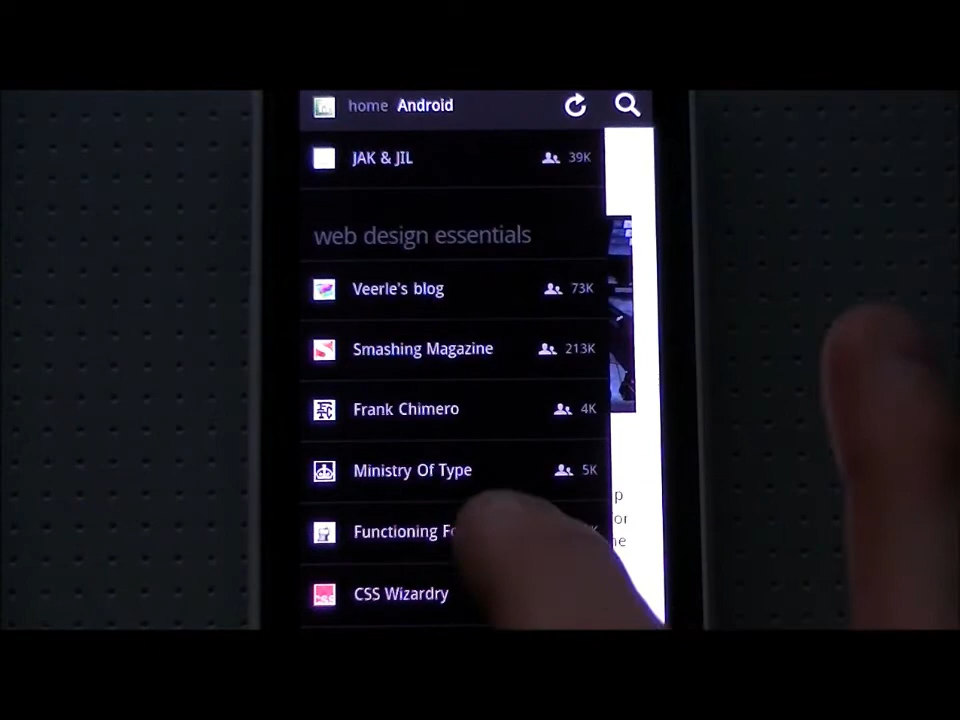 home Android
JAK & JIL 39K
web design essentials
Veerle's blog 73K
Smashing Magazine 213K
Frank Chimero 4K
Ministry Of Type 5K
Functioning
CSS Wizardry